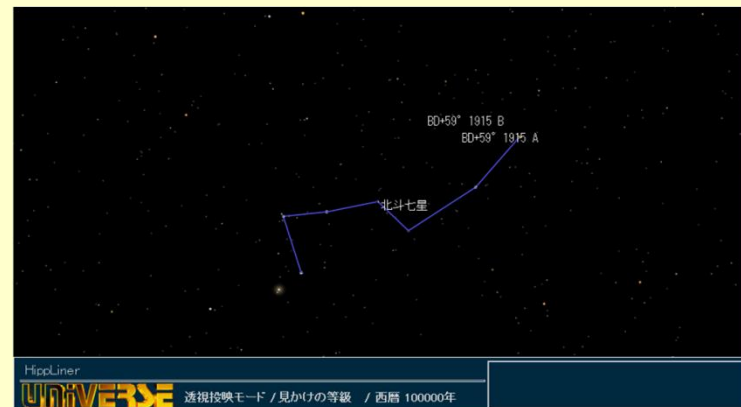 BD+59° 1915 B
BD+59° 1915 A
北斗七星
HippLiner
UNiVERSE 透視投映モード / 見かけの等級 / 西暦 100000年